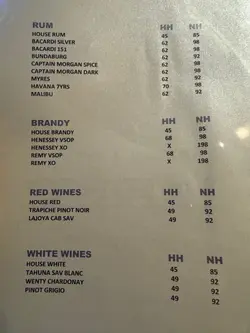 RUM HH NH
HOUSE RUM 45 85
BACARDI SILVER 62 98
BACARDI 151 62 98
BUNDABURG 62 92
CAPTAIN MORGAN SPICE 62 98
CAPTAIN MORGAN DARK 62 98
MYRES 62 92
HAVANA 7YRS 70 98
MALIBU 62 92
BRANDY HH NH
HOUSE BRANDY 45 85
HENESSEY VSOP 68 98
HENESSEY XO X 198
REMY VSOP 68 98
REMY XO X 198
RED WINES HH NH
HOUSE RED 45 85
TRAPICHE PINOT NOIR 49 92
LAJOYA CAB SAV 49 92
WHITE WINES HH NH
HOUSE WHITE 45 85
TAHUNA SAV BLANC 49 92
WENTY CHARDONAY 49 92
PINOT GRIGIO 49 92